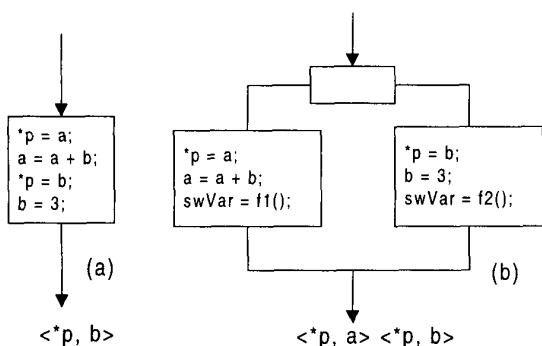 *p = a;
a = a + b;
*p = b;
b = 3;
(a)
<*p, b>
*p = a;
a = a + b;
swVar = f1();
*p = b;
b = 3;
swVar = f2();
(b)
<*p, a> <*p, b>